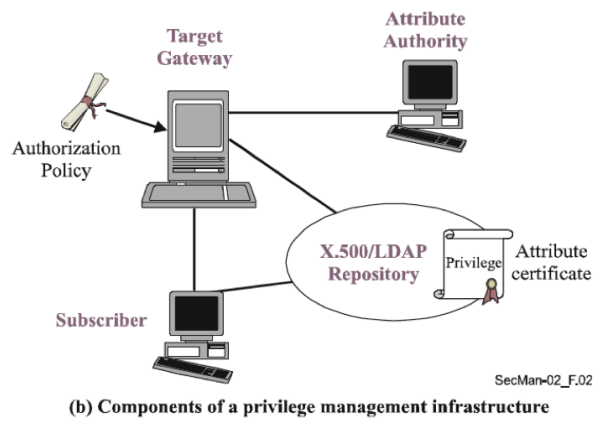 Target
Gateway
Attribute
Authority
Authorization
Policy
X.500/LDAP
Repository
Privilege
Attribute
certificate
Subscriber
SecMan-02_F.02
(b) Components of a privilege management infrastructure